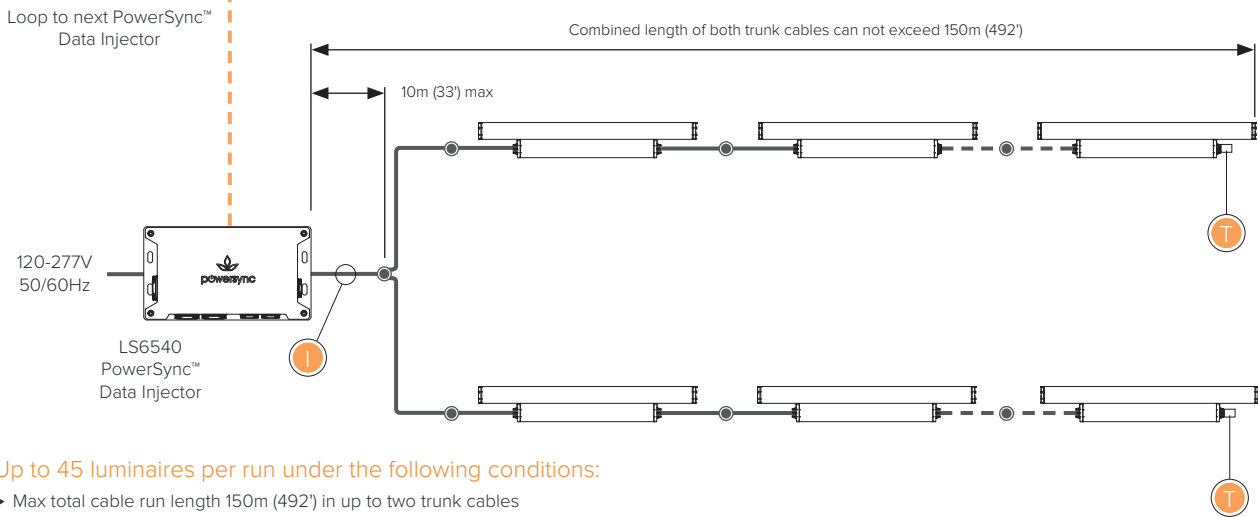 Loop to next PowerSync™
Data Injector
Combined length of both trunk cables can not exceed 150m (492')
10m (33') max
120-277V
50/60Hz
powersync
LS6540
PowerSync™
Data Injector
I
T
T
Up to 45 luminaires per run under the following conditions:
Max total cable run length 150m (492') in up to two trunk cables